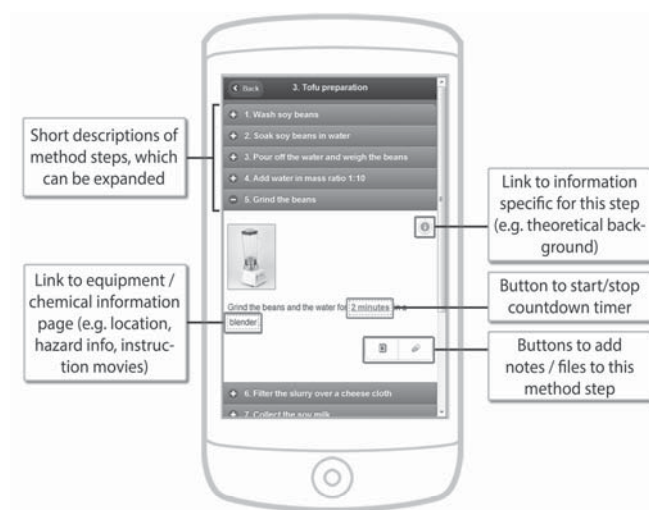 Back
3. Tofu preparation
1. Wash soy beans
2. Soak soy beans in water
3. Pour off the water and weigh the beans
4. Add water in mass ratio 1:10
5. Grind the beans
Grind the beans and the water for 2 minutes in a
blender.
6. Filter the slurry over a cheese cloth
7. Collect the soy milk
Short descriptions of
method steps, which
can be expanded
Link to equipment /
chemical information
page (e.g. location,
hazard info, instruc-
tion movies)
Link to information
specific for this step
(e.g. theoretical back-
ground)
Button to start/stop
countdown timer
Buttons to add
notes / files to this
method step